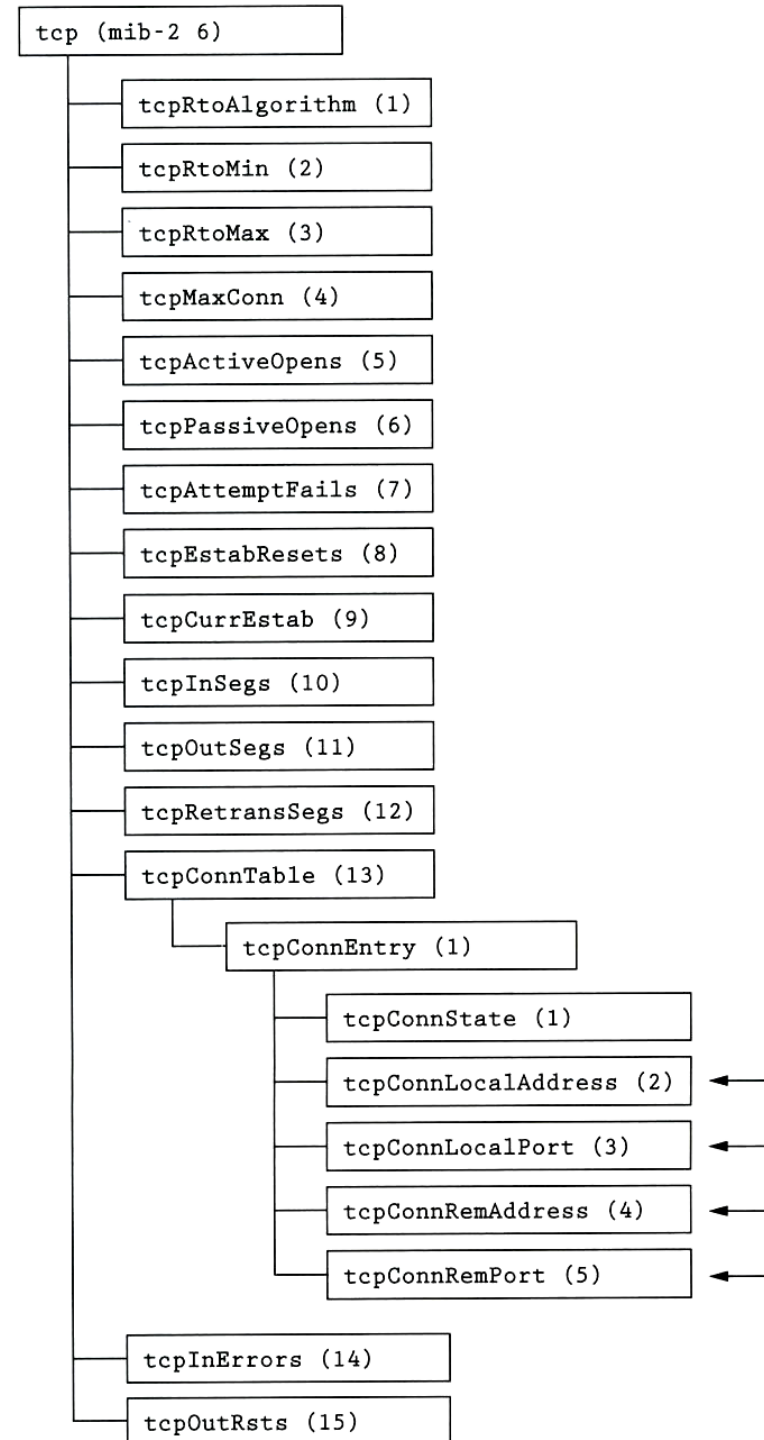 tcp (mib-2 6)
tcpRtoAlgorithm (1)
tcpRtoMin (2)
tcpRtoMax (3)
tcpMaxConn (4)
tcpActiveOpens (5)
tcpPassiveOpens (6)
tcpAttemptFails (7)
tcpEstabResets (8)
tcpCurrEstab (9)
tcpInSegs (10)
tcpOutSegs (11)
tcpRetransSegs (12)
tcpConnTable (13)
tcpConnEntry (1)
tcpConnState (1)
tcpConnLocalAddress (2)
tcpConnLocalPort (3)
tcpConnRemAddress (4)
tcpConnRemPort (5)
tcpInErrors (14)
tcpOutRsts (15)